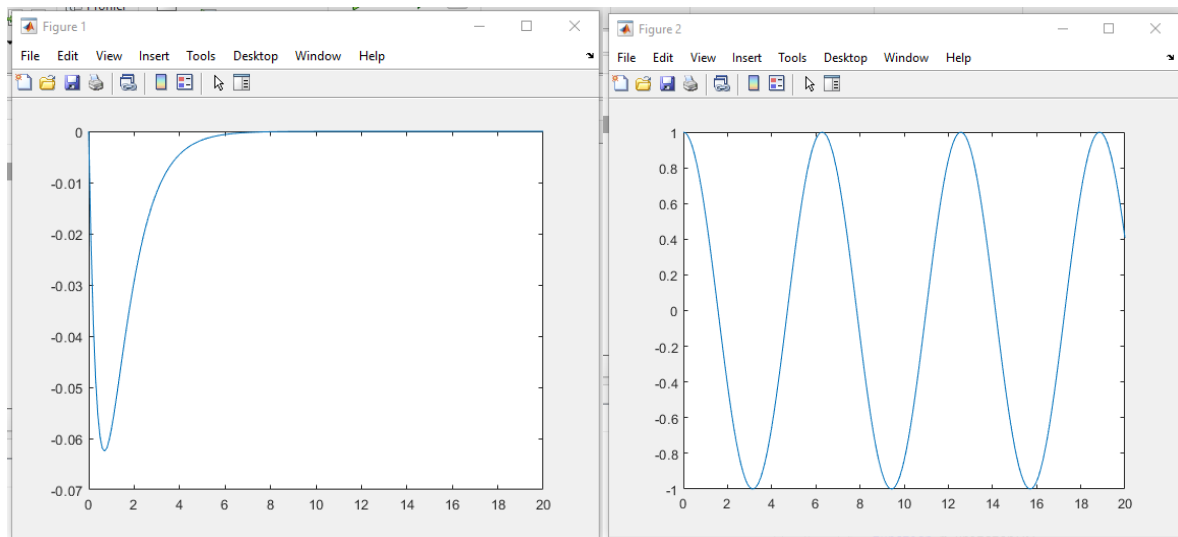 Profiler
Figure 1
File Edit View Insert Tools Desktop Window Help
0
-0.01
-0.02
-0.03
-0.04
-0.05
-0.06
-0.07
0 2 4 6 8 10 12 14 16 18 20
Figure 2
File Edit View Insert Tools Desktop Window Help
1
0.8
0.6
0.4
0.2
0
-0.2
-0.4
-0.6
-0.8
-1
0 2 4 6 8 10 12 14 16 18 20